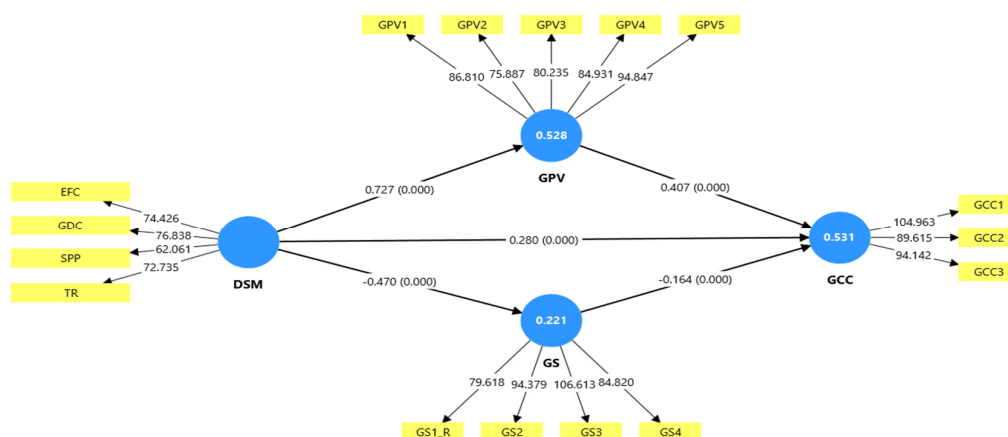 GPV1 GPV2 GPV3 GPV4 GPV5
86.810 75.887 80.235 84.931 94.847
0.528
GPV
0.727 (0.000)
0.407 (0.000)
EFC
GDC
SPP
TR
74.426
76.838
62.061
72.735
DSM
0.280 (0.000)
0.531
GCC
104.963
89.615
94.142
GCC1
GCC2
GCC3
-0.470 (0.000)
-0.164 (0.000)
0.221
GS
79.618 94.379 106.613 84.820
GS1_R GS2 GS3 GS4